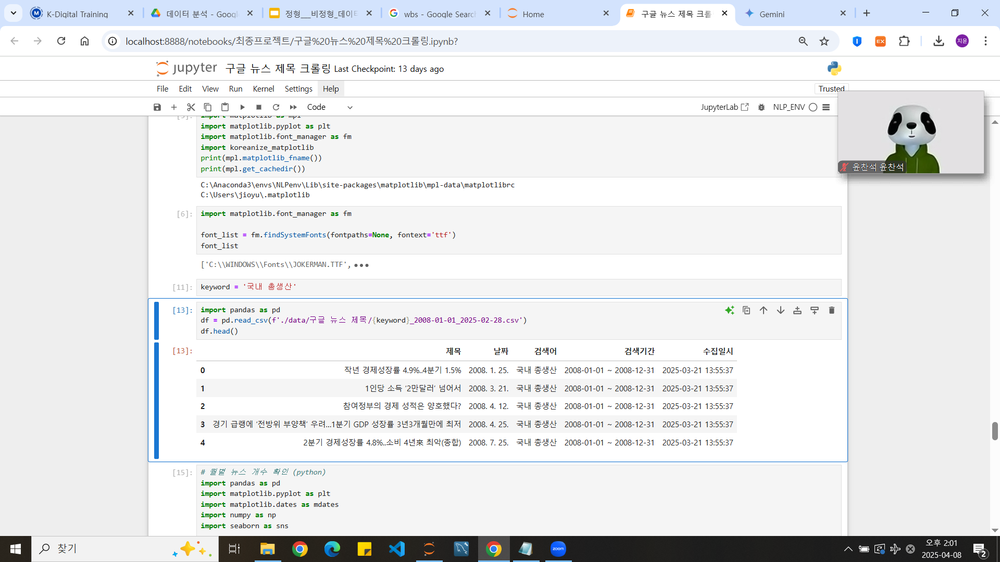 K-Digital Training
데이터 분석 - Googl
정형___비정형_데이터
wbs - Google Search
Home
구글 뉴스 제목 크롤
Gemini
localhost:8888/notebooks/최종프로젝트/구글%20뉴스%20제목%20크롤링.ipynb?
EX
지윤
jupyter 구글 뉴스 제목 크롤링 Last Checkpoint: 13 days ago
File Edit View Run Kernel Settings Help
Trusted
Code
JupyterLab
NLP_ENV
import matplotlib as mpl
import matplotlib.pyplot as plt
import matplotlib.font_manager as fm
import koreanize_matplotlib
print(mpl.matplotlib_fname())
print(mpl.get_cachedir())
윤찬석 윤찬석
C:\Anaconda3\envs\NLPenv\Lib\site-packages\matplotlib\mpl-data\matplotlibrc
C:\Users\jioyu\.matplotlib
[6]: import matplotlib.font_manager as fm
font_list = fm.findSystemFonts(fontpaths=None, fontext='ttf')
font_list
['C:\\WINDOWS\\Fonts\\JOKERMAN.TTF', •••
[11]: keyword = '국내 총생산'
[13]: import pandas as pd
df = pd.read_csv(f'./data/구글 뉴스 제목/{keyword}_2008-01-01_2025-02-28.csv')
df.head()
[13]: 제목 날짜 검색어 검색기간 수집일시
0 작년 경제성장률 4.9%..4분기 1.5% 2008. 1. 25. 국내 총생산 2008-01-01 ~ 2008-12-31 2025-03-21 13:55:37
1 1인당 소득 ‘2만달러’ 넘어서 2008. 3. 21. 국내 총생산 2008-01-01 ~ 2008-12-31 2025-03-21 13:55:37
2 참여정부의 경제 성적은 양호했다? 2008. 4. 12. 국내 총생산 2008-01-01 ~ 2008-12-31 2025-03-21 13:55:37
3 경기 급랭에 ‘전방위 부양책’ 우려…1분기 GDP 성장률 3년3개월만에 최저 2008. 4. 25. 국내 총생산 2008-01-01 ~ 2008-12-31 2025-03-21 13:55:37
4 2분기 경제성장률 4.8%..소비 4년來 최악(종합) 2008. 7. 25. 국내 총생산 2008-01-01 ~ 2008-12-31 2025-03-21 13:55:37
[15]: # 월별 뉴스 개수 확인 (python)
import pandas as pd
import matplotlib.pyplot as plt
import matplotlib.dates as mdates
import numpy as np
import seaborn as sns
찾기
zoom
오후 2:01
2025-04-08
2